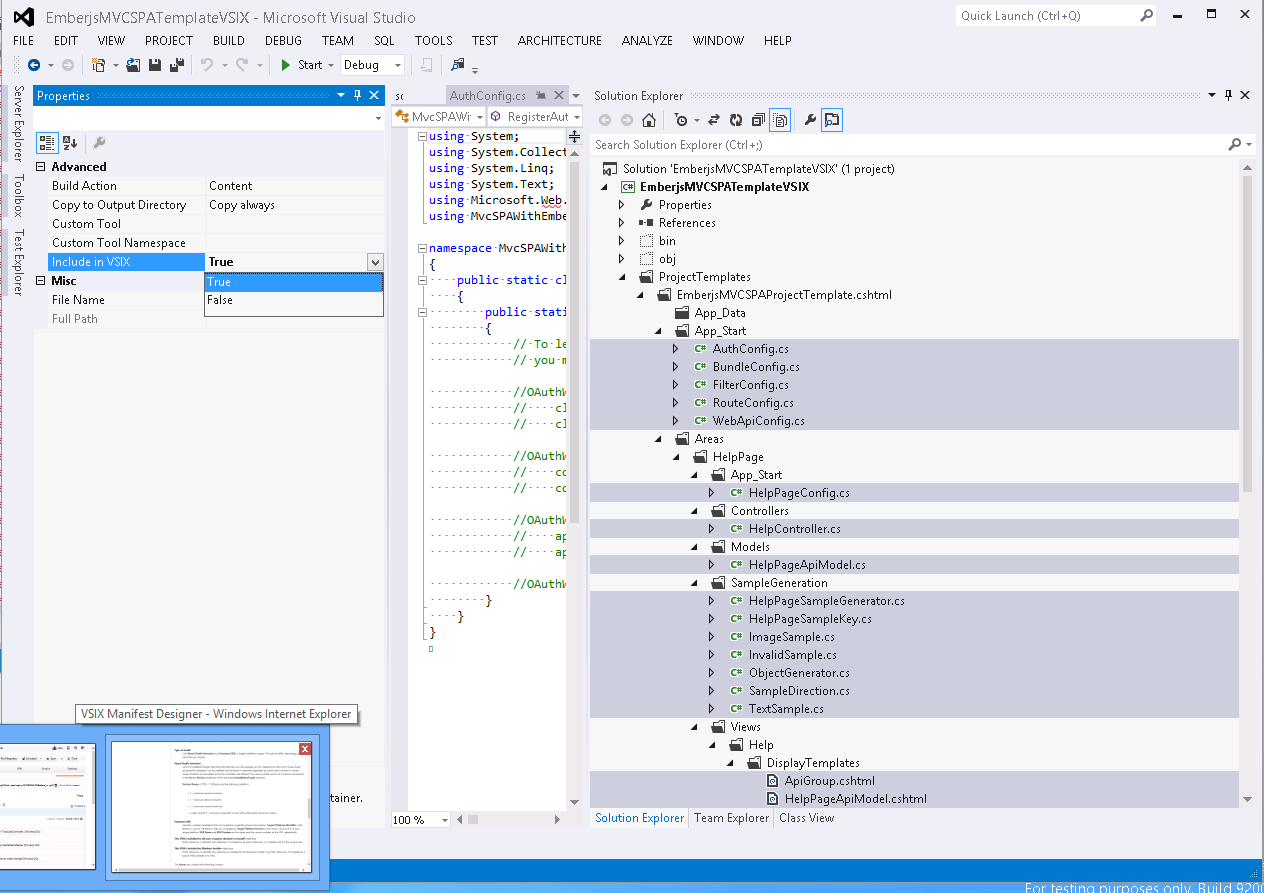 EmberjsMVCSPATemplateVSIX - Microsoft Visual Studio
Quick Launch (Ctrl+Q)
FILE EDIT VIEW PROJECT BUILD DEBUG TEAM SQL TOOLS TEST ARCHITECTURE ANALYZE WINDOW HELP
Start Debug
Server Explorer
Toolbox
Test Explorer
Properties
Advanced
Build Action Content
Copy to Output Directory Copy always
Custom Tool
Custom Tool Namespace
Include in VSIX True
True
False
Misc
File Name
Full Path
AuthConfig.cs
MvcSPAWi
RegisterAut
using System;
using System.Collect
using System.Linq;
using System.Text;
using Microsoft.Web.
using MvcSPAWithEmbe
namespace MvcSPAWith
{
public static cl
{
public stati
{
// To le
// you m
//OAuthW
// cl
// cl
//OAuthW
// co
// co
//OAuthW
// ap
// ap
//OAuthW
}
}
}
100 %
Solution Explorer
Search Solution Explorer (Ctrl+;)
Solution 'EmberjsMVCSPATemplateVSIX' (1 project)
EmberjsMVCSPATemplateVSIX
Properties
References
bin
obj
ProjectTemplates
EmberjsMVCSPAProjectTemplate.cshtml
App_Data
App_Start
AuthConfig.cs
BundleConfig.cs
FilterConfig.cs
RouteConfig.cs
WebApiConfig.cs
Areas
HelpPage
App_Start
HelpPageConfig.cs
Controllers
HelpController.cs
Models
HelpPageApiModel.cs
SampleGeneration
HelpPageSampleGenerator.cs
HelpPageSampleKey.cs
ImageSample.cs
InvalidSample.cs
ObjectGenerator.cs
SampleDirection.cs
TextSample.cs
Views
Help
DisplayTemplates
ApiGroup.cshtml
HelpPageApiModel.cshtml
Solution Explorer Team Explorer Class View
VSIX Manifest Designer - Windows Internet Explorer
tainer.
For testing purposes only. Build 9200